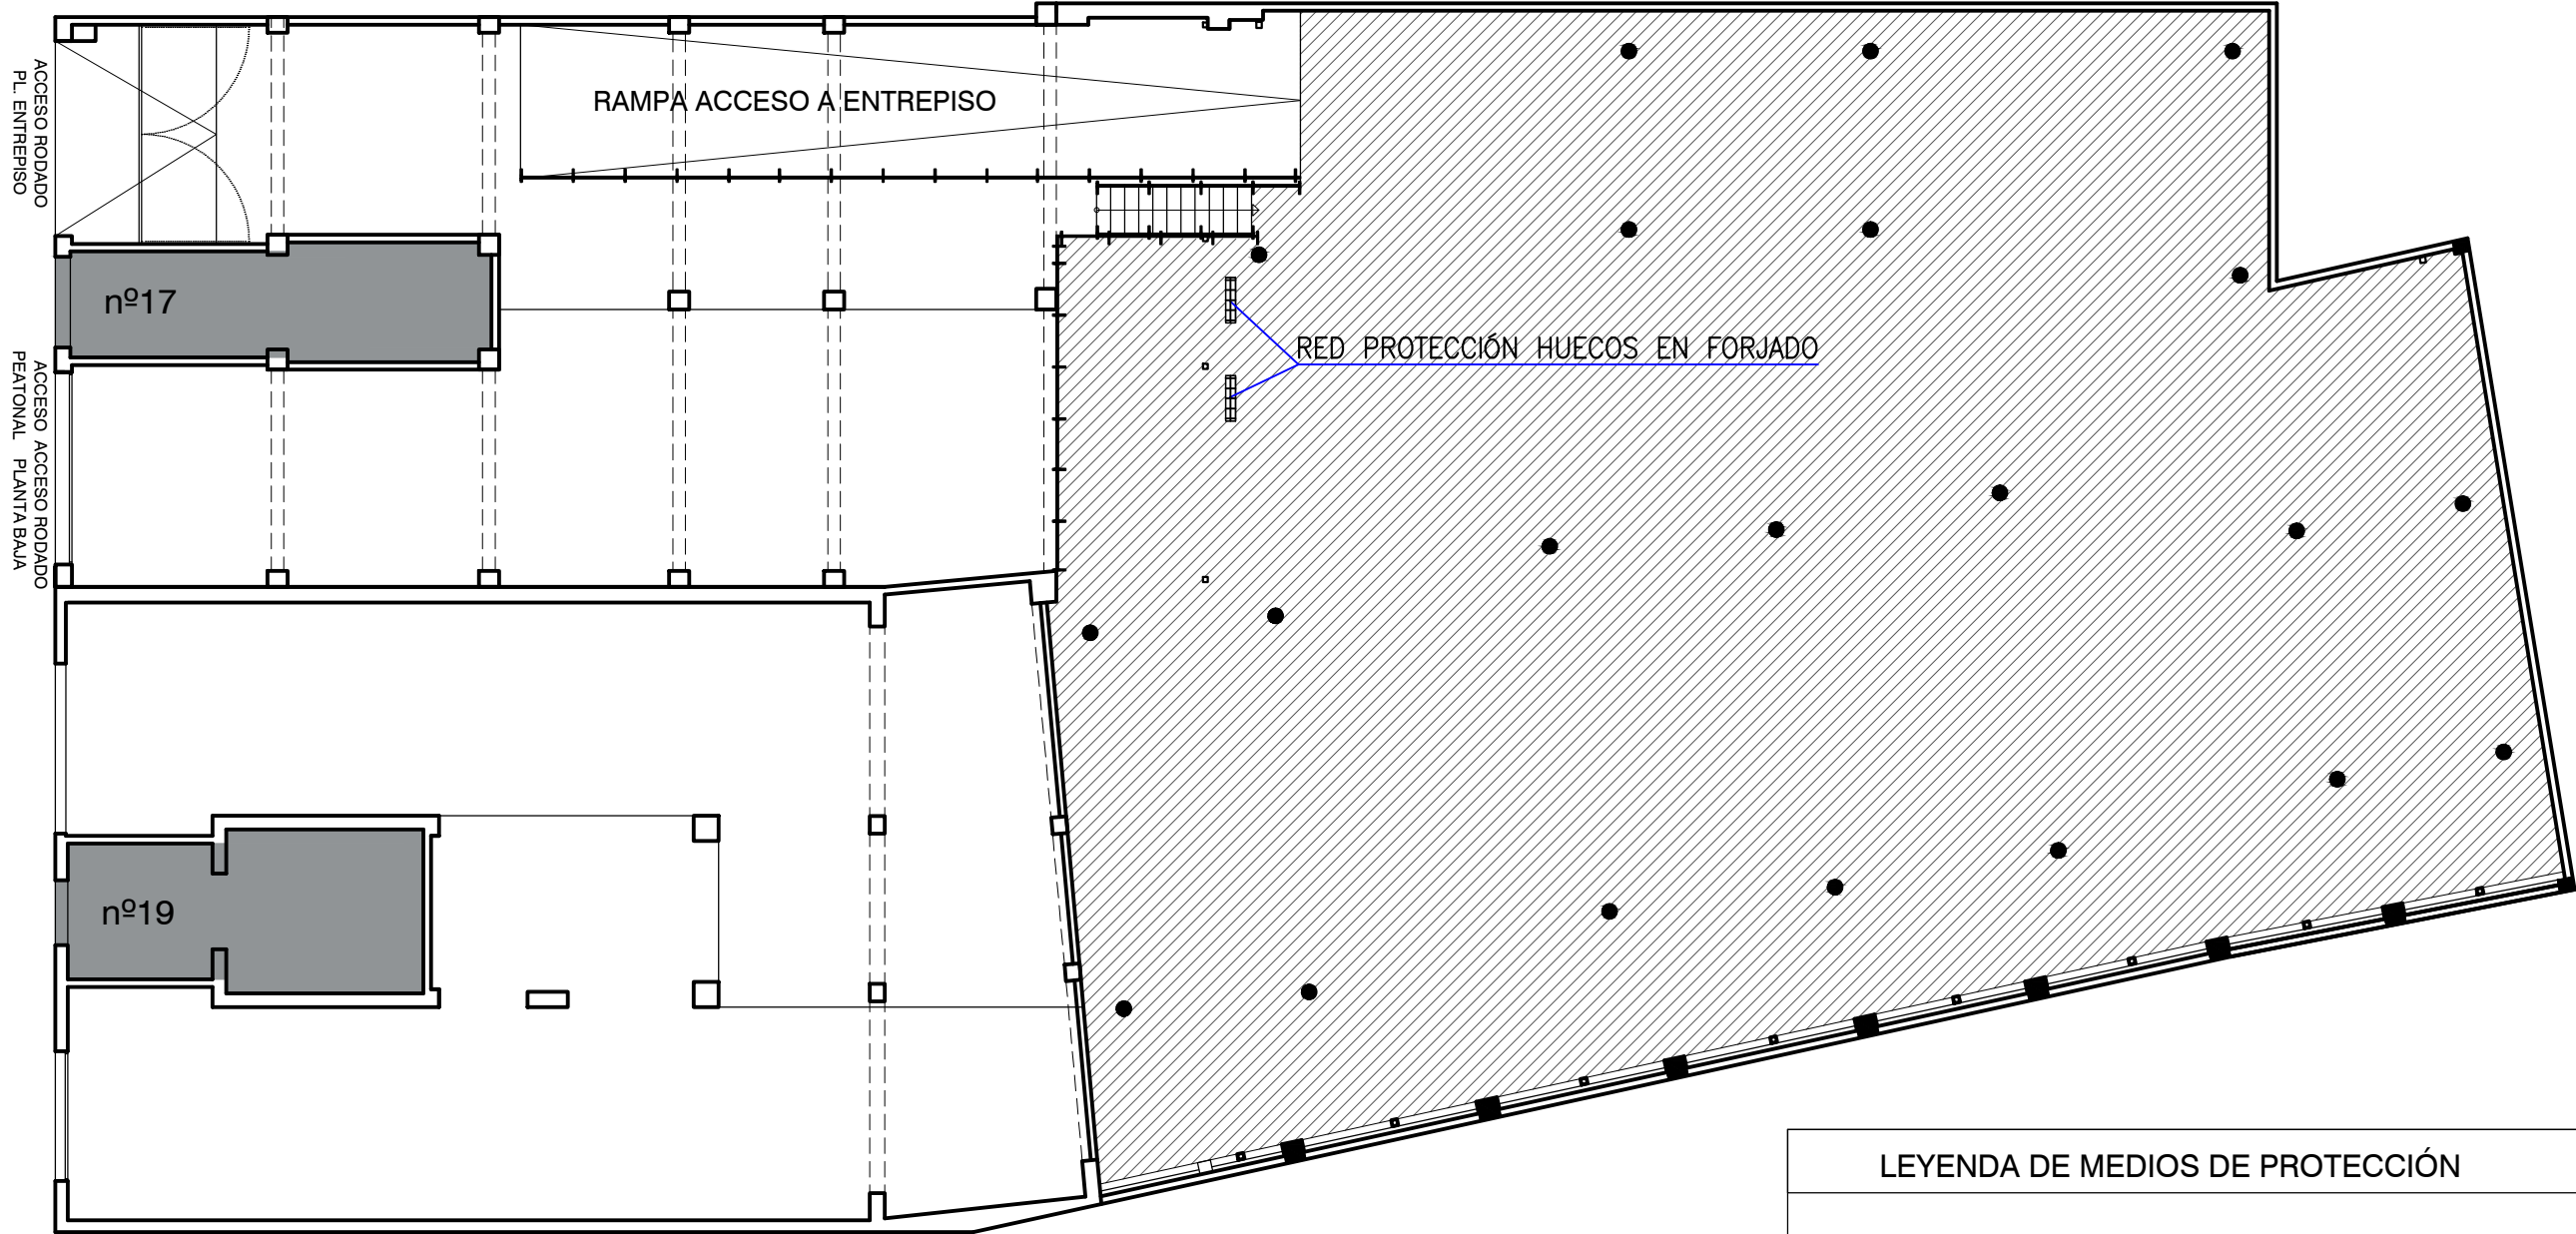 RAMPA ACCESO A ENTREPISO
ACCESO RODADO
PL. ENTREPISO
nº17
RED PROTECCIÓN HUECOS EN FORJADO
ACCESO ACCESO RODADO
PEATONAL PLANTA BAJA
nº19
LEYENDA DE MEDIOS DE PROTECCIÓN